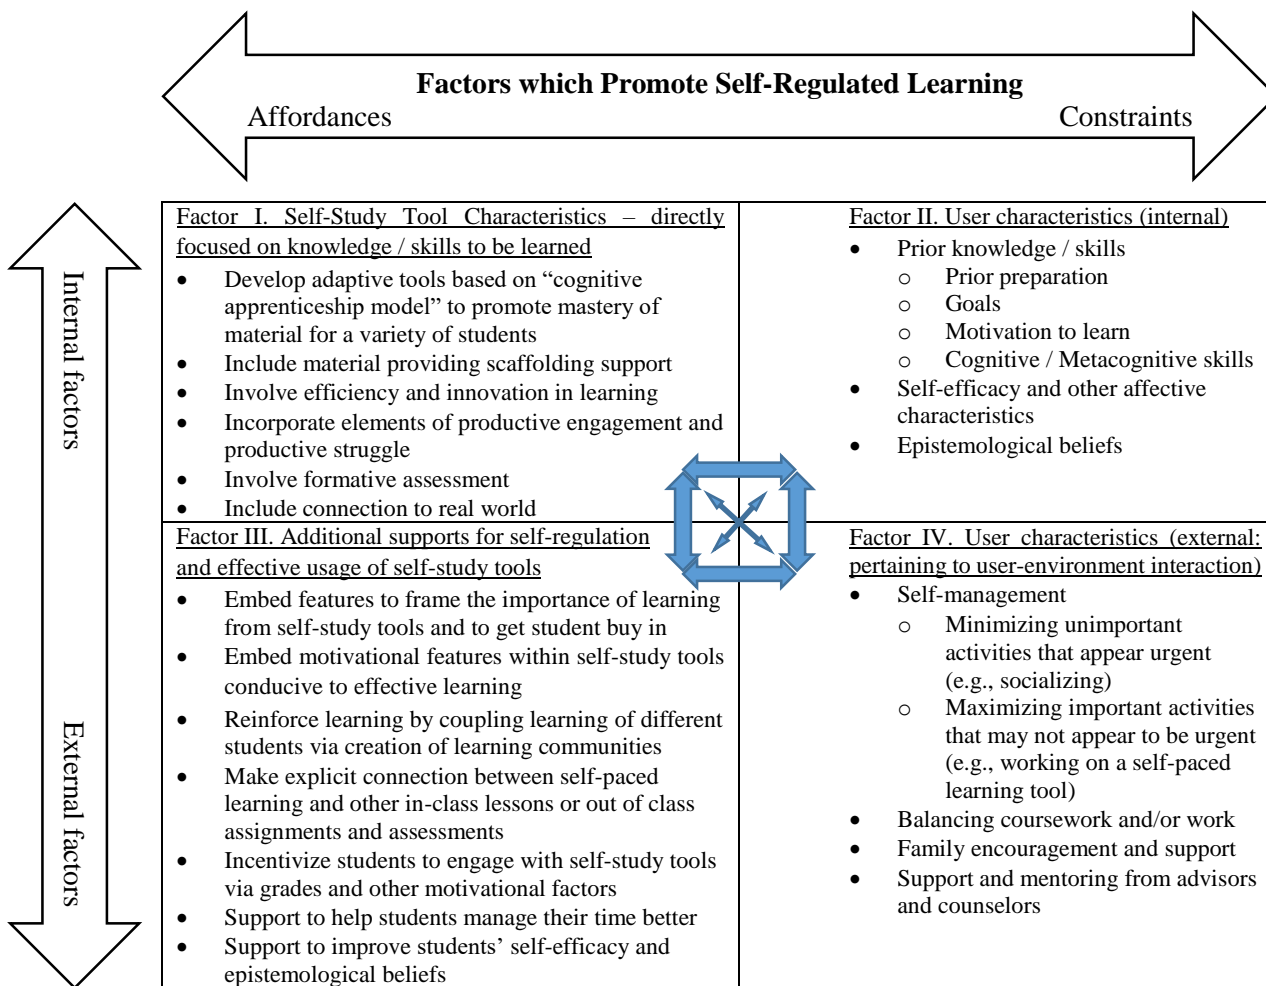 Factors which Promote Self-Regulated Learning
Affordances
Constraints
Internal factors
External factors
Factor I. Self-Study Tool Characteristics – directly
focused on knowledge / skills to be learned
• Develop adaptive tools based on “cognitive
apprenticeship model” to promote mastery of
material for a variety of students
• Include material providing scaffolding support
• Involve efficiency and innovation in learning
• Incorporate elements of productive engagement and
productive struggle
• Involve formative assessment
• Include connection to real world
Factor II. User characteristics (internal)
• Prior knowledge / skills
o Prior preparation
o Goals
o Motivation to learn
o Cognitive / Metacognitive skills
• Self-efficacy and other affective
characteristics
• Epistemological beliefs
Factor III. Additional supports for self-regulation
and effective usage of self-study tools
• Embed features to frame the importance of learning
from self-study tools and to get student buy in
• Embed motivational features within self-study tools
conducive to effective learning
• Reinforce learning by coupling learning of different
students via creation of learning communities
• Make explicit connection between self-paced
learning and other in-class lessons or out of class
assignments and assessments
• Incentivize students to engage with self-study tools
via grades and other motivational factors
• Support to help students manage their time better
• Support to improve students’ self-efficacy and
epistemological beliefs
Factor IV. User characteristics (external:
pertaining to user-environment interaction)
• Self-management
o Minimizing unimportant
activities that appear urgent
(e.g., socializing)
o Maximizing important activities
that may not appear to be urgent
(e.g., working on a self-paced
learning tool)
• Balancing coursework and/or work
• Family encouragement and support
• Support and mentoring from advisors
and counselors